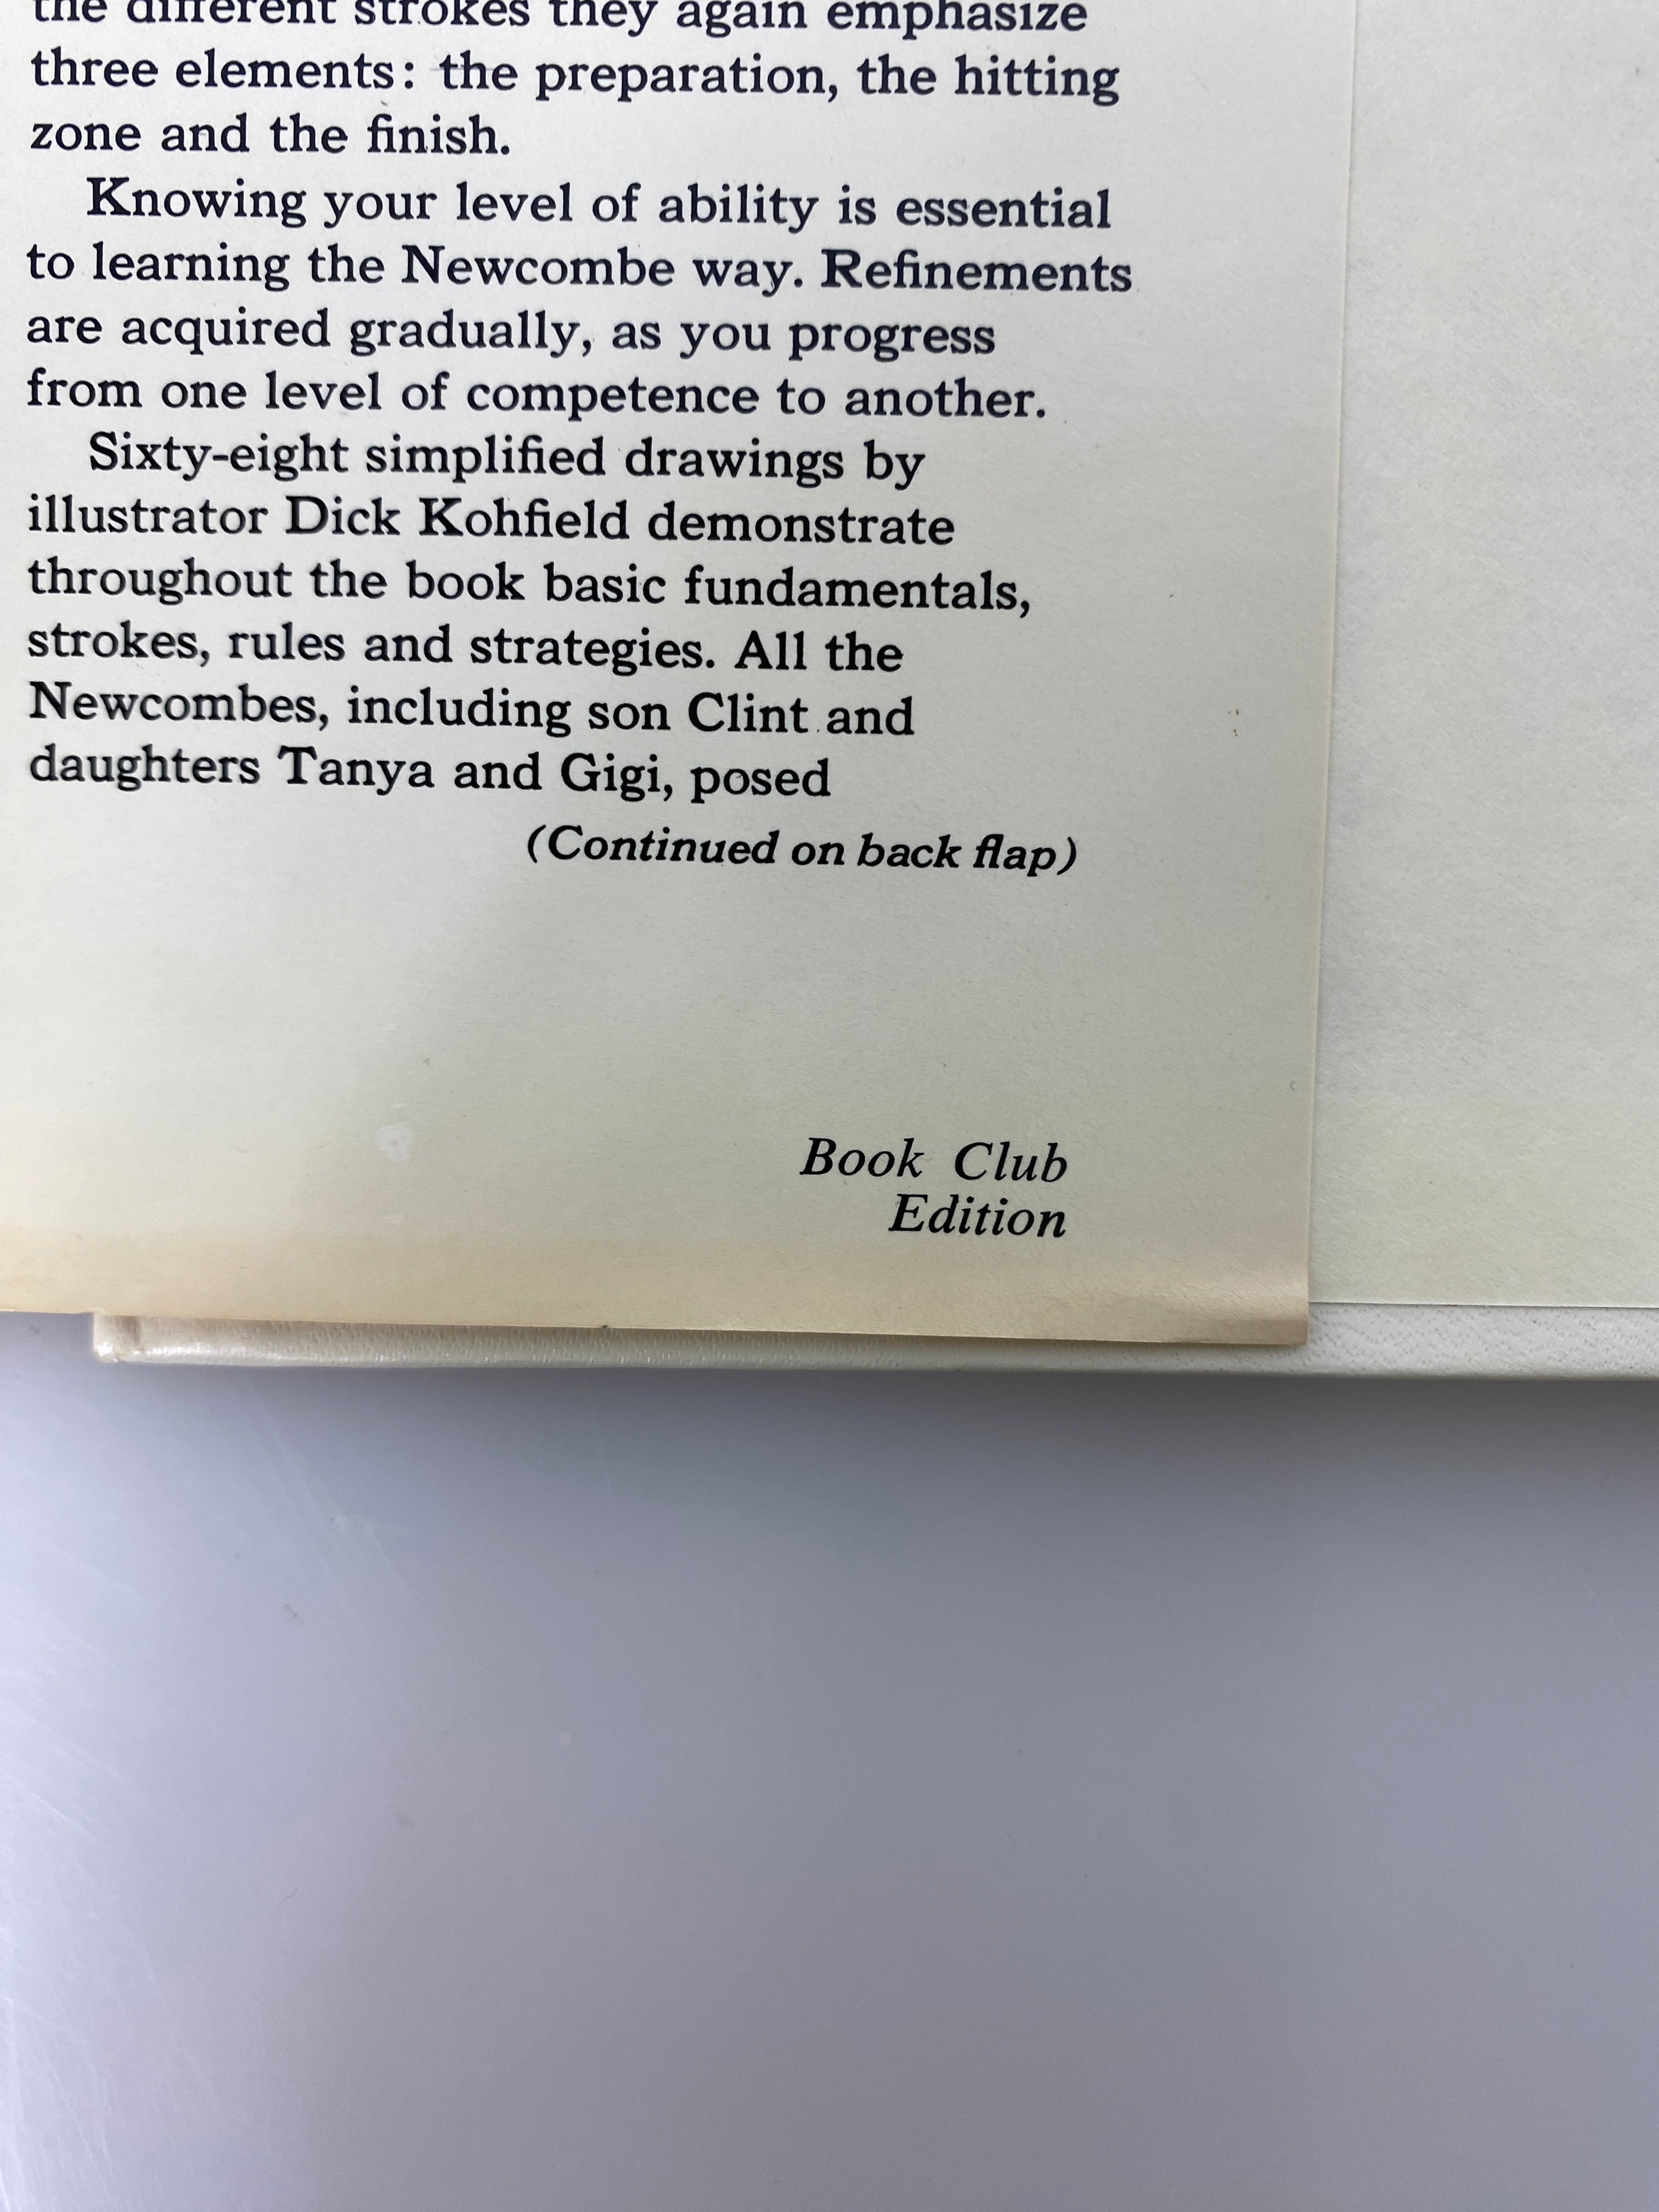 the different strokes they again emphasize
three elements: the preparation, the hitting
zone and the finish.
Knowing your level of ability is essential
to learning the Newcombe way. Refinements
are acquired gradually, as you progress
from one level of competence to another.
Sixty-eight simplified drawings by
illustrator Dick Kohfield demonstrate
throughout the book basic fundamentals,
strokes, rules and strategies. All the
Newcombes, including son Clint and
daughters Tanya and Gigi, posed
(Continued on back flap)
Book Club
Edition